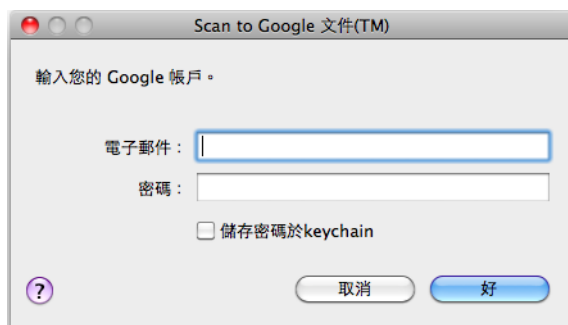 Scan to Google 文件(TM)
輸入您的 Google 帳戶。
電子郵件：
密碼：
儲存密碼於keychain
? 取消 好